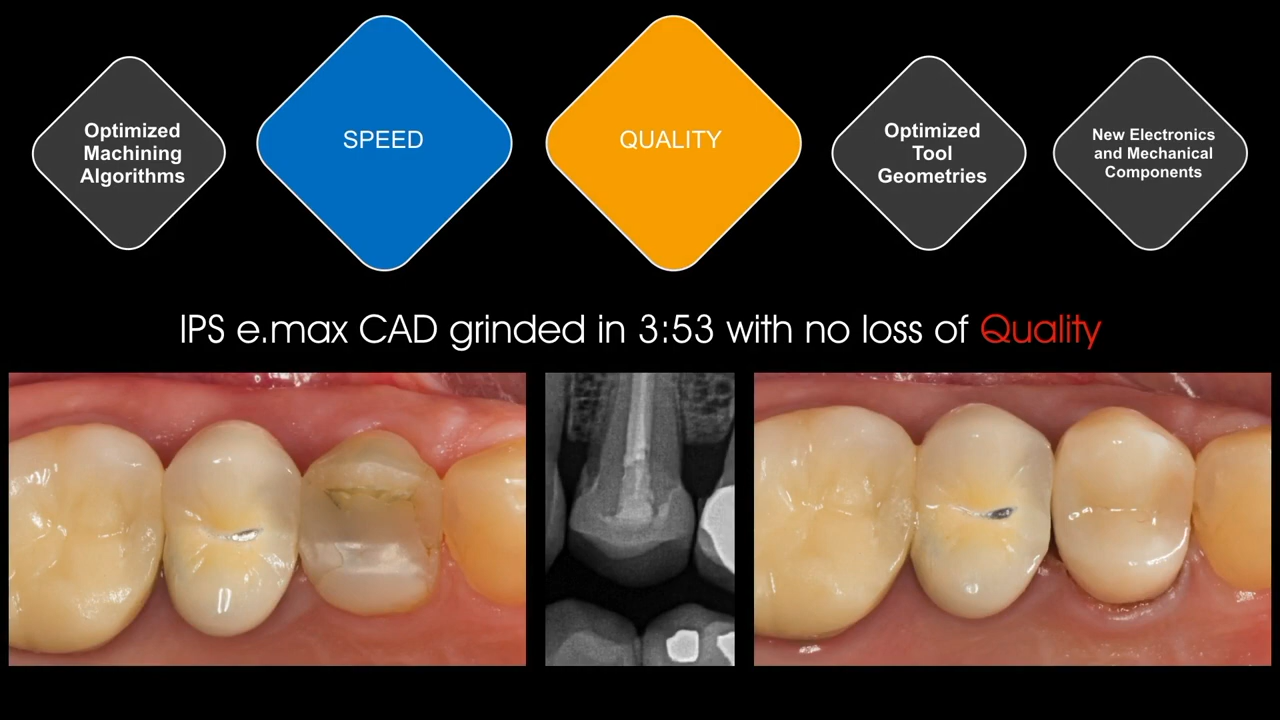 Optimized
Machining
Algorithms
SPEED
QUALITY
Optimized
Tool
Geometries
New Electronics
and Mechanical
Components
IPS e.max CAD grinded in 3:53 with no loss of Quality